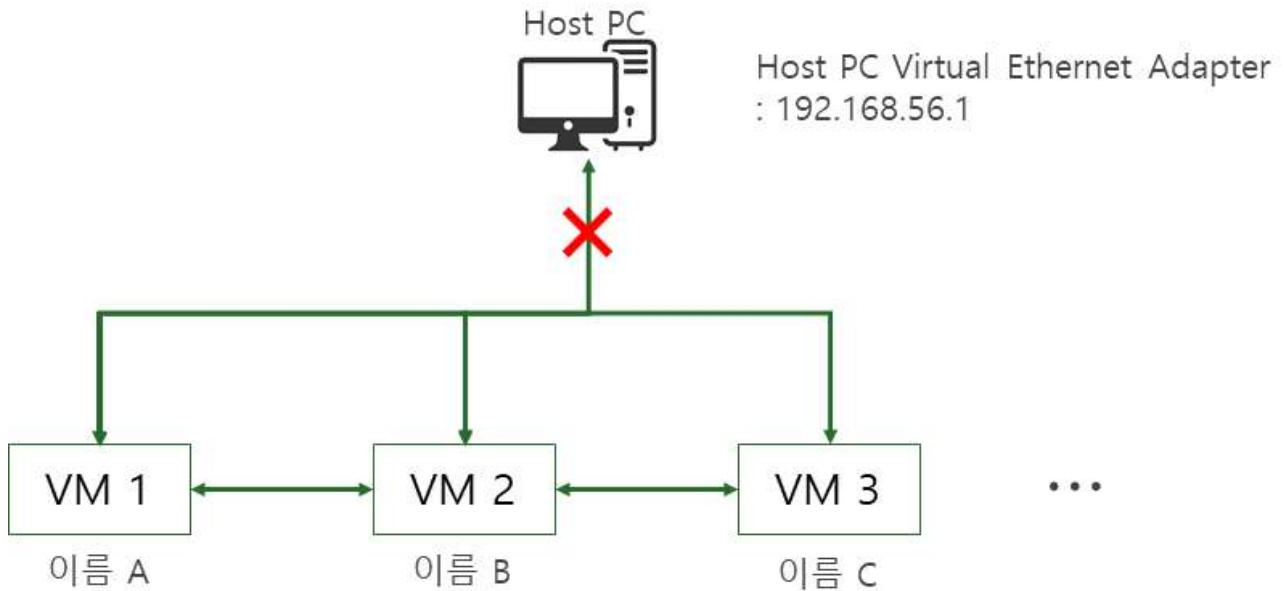 Host PC
Host PC Virtual Ethernet Adapter
: 192.168.56.1
VM 1
VM 2
VM 3
...
이름 A
이름 B
이름 C